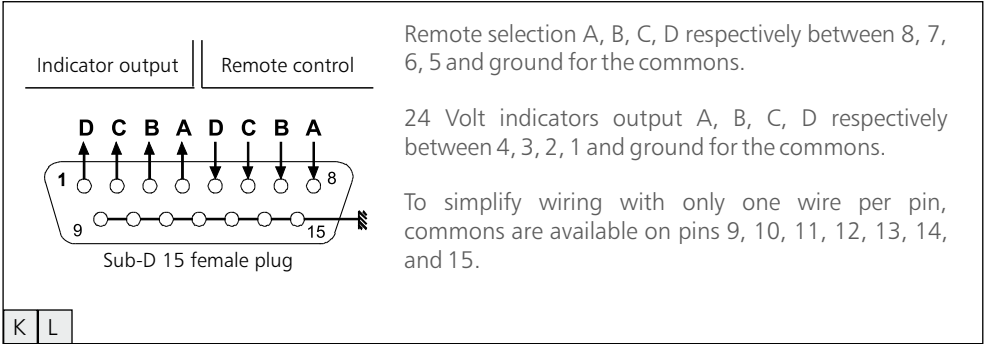 Indicator output Remote control
D C B A D C B A
1 8
9 15
Sub-D 15 female plug
Remote selection A, B, C, D respectively between 8, 7,
6, 5 and ground for the commons.
24 Volt indicators output A, B, C, D respectively
between 4, 3, 2, 1 and ground for the commons.
To simplify wiring with only one wire per pin,
commons are available on pins 9, 10, 11, 12, 13, 14,
and 15.
K L